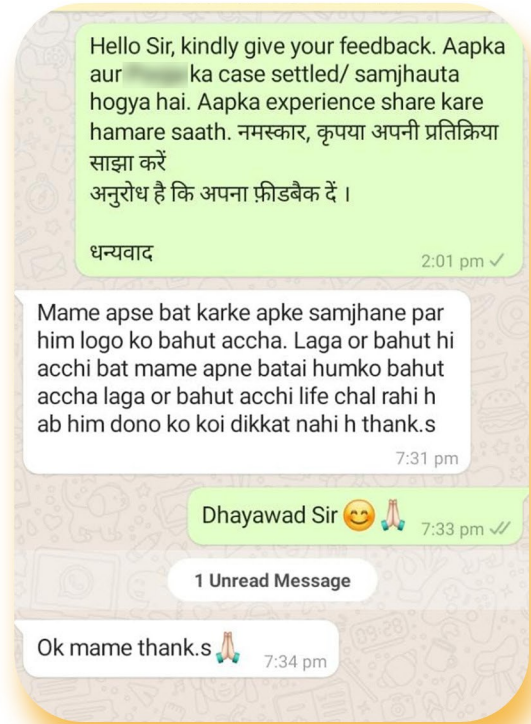 Hello Sir, kindly give your feedback. Aapka
aur ka case settled/ samjhauta
hogya hai. Aapka experience share kare
hamare saath. नमस्कार, कृपया अपनी प्रतिक्रिया
साझा करें
अनुरोध है कि अपना फ़ीडबैक दें ।
धन्यवाद
2:01 pm
Mame apse bat karke apke samjhane par
him logo ko bahut accha. Laga or bahut hi
acchi bat mame apne batai humko bahut
accha laga or bahut acchi life chal rahi h
ab him dono ko koi dikkat nahi h thank.s
7:31 pm
Dhayawad Sir 😊🙏
7:33 pm
1 Unread Message
Ok mame thank.s🙏
7:34 pm